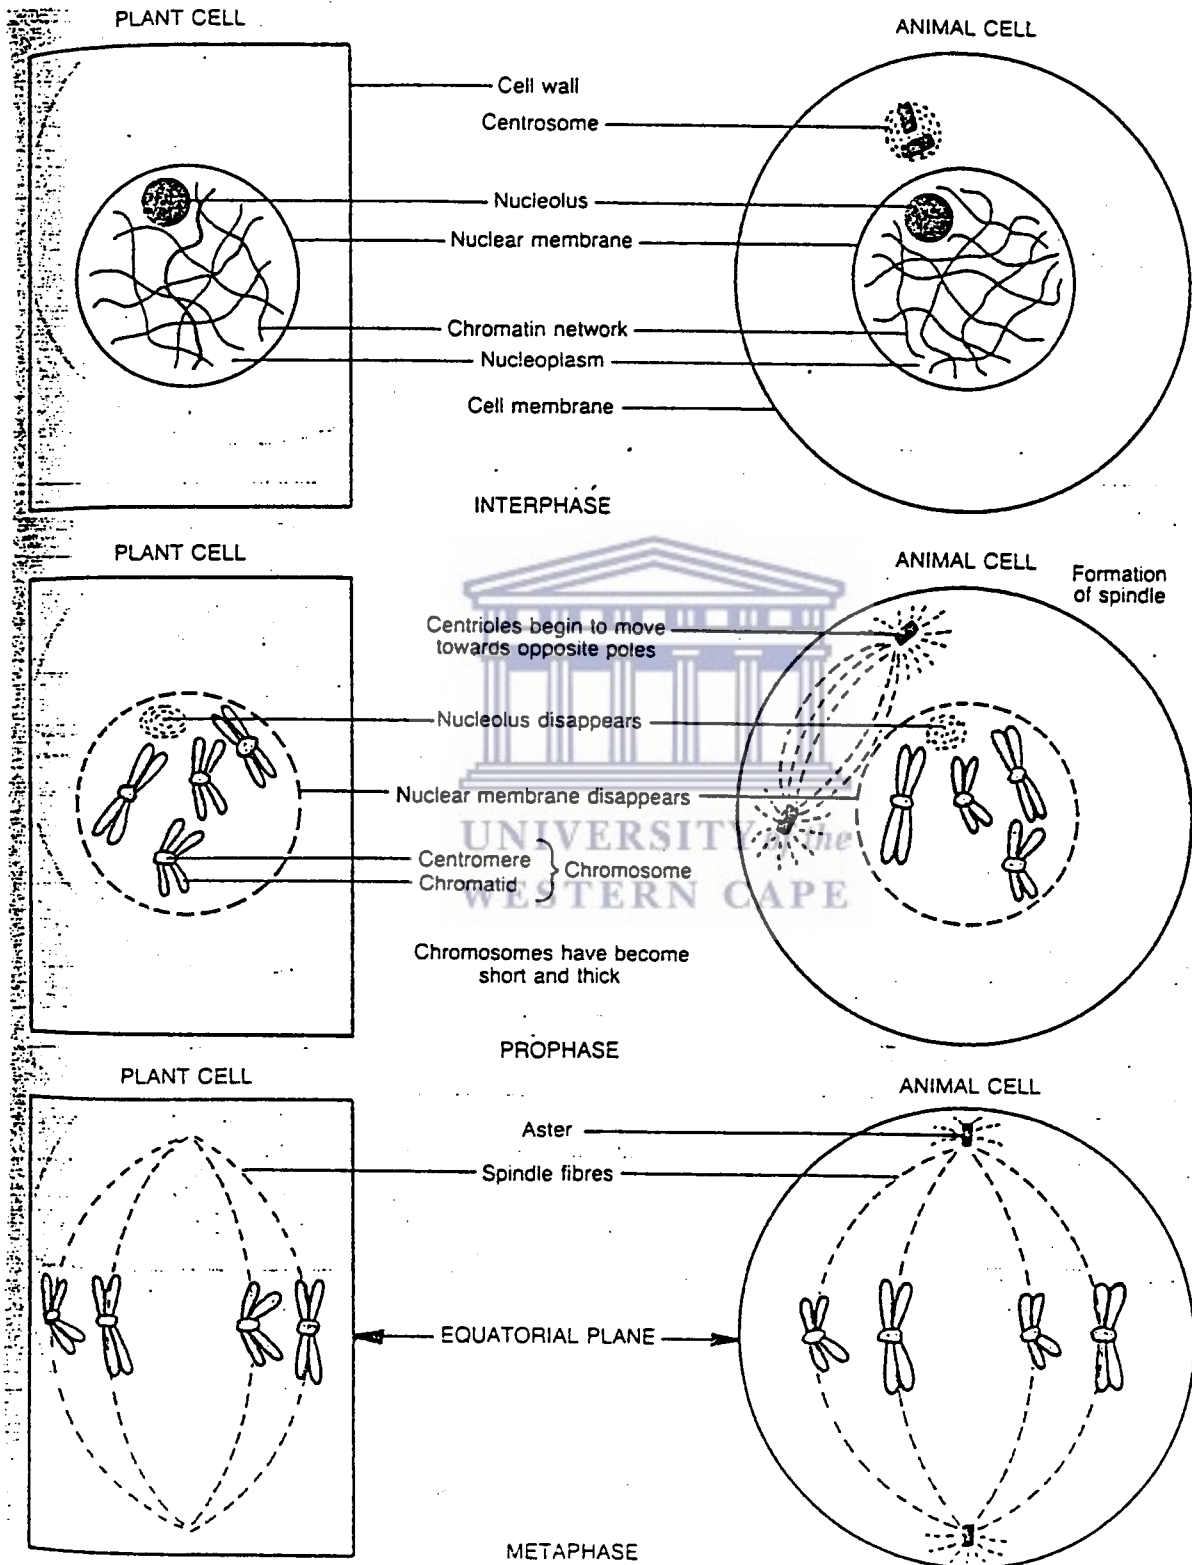 PLANT CELL
ANIMAL CELL
Cell wall
Centrosome
Nucleolus
Nuclear membrane
Chromatin network
Nucleoplasm
Cell membrane
INTERPHASE
PLANT CELL
ANIMAL CELL
Formation
of spindle
Centrioles begin to move
towards opposite poles
Nucleolus disappears
Nuclear membrane disappears
UNIVERSITY of the
WESTERN CAPE
Centromere
Chromatid
Chromosome
Chromosomes have become
short and thick
PROPHASE
PLANT CELL
ANIMAL CELL
Aster
Spindle fibres
EQUATORIAL PLANE
METAPHASE